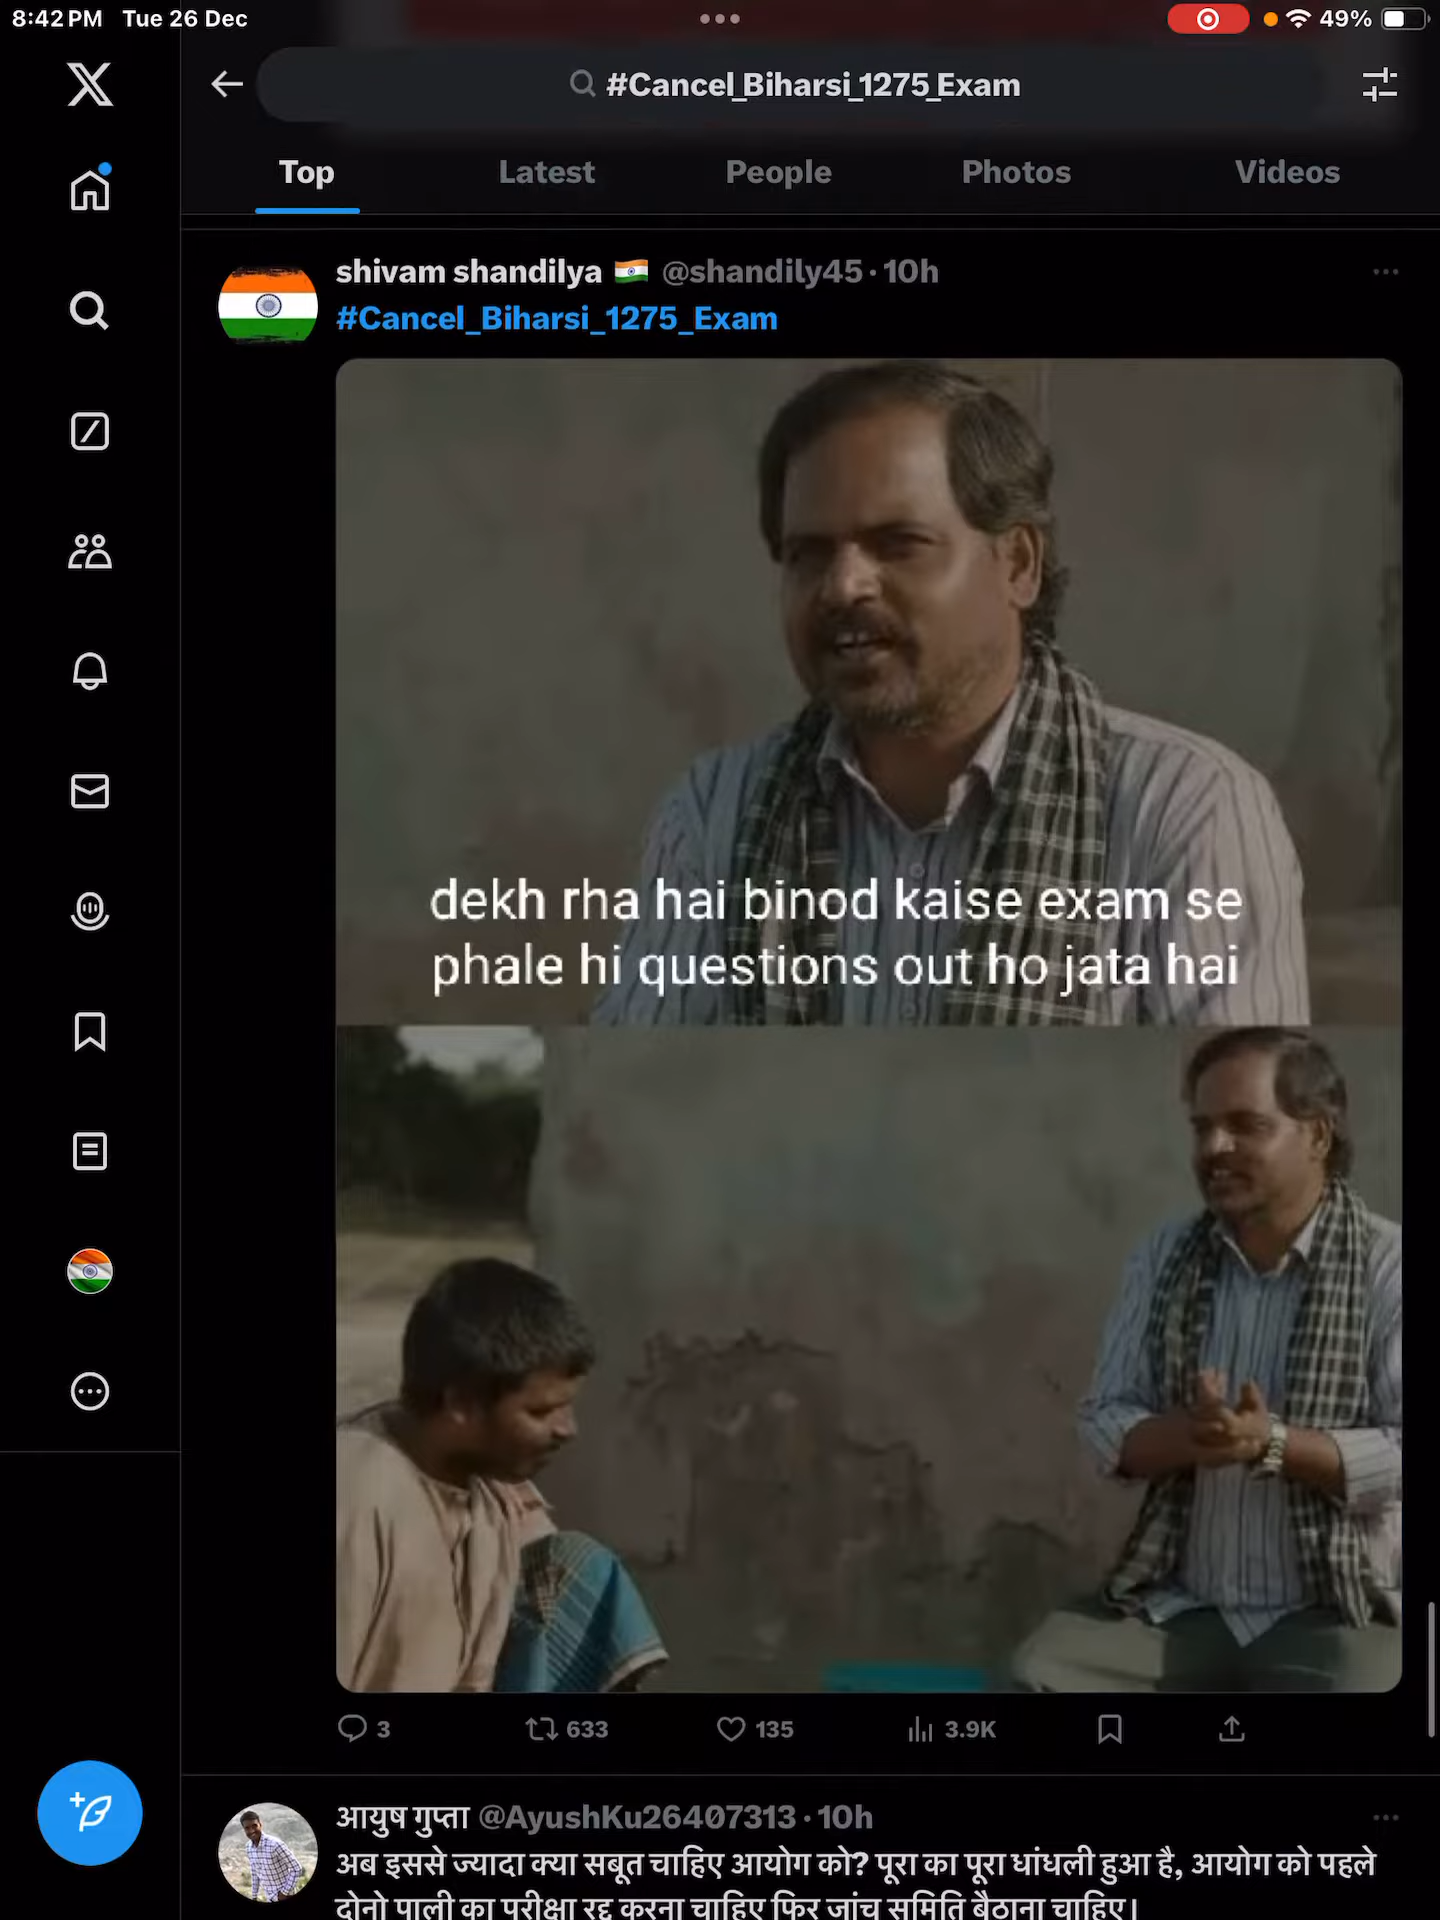 8:42 PM Tue 26 Dec
49%
#Cancel_Biharsi_1275_Exam
Top Latest People Photos Videos
shivam shandilya 🇮🇳 @shandily45 · 10h
#Cancel_Biharsi_1275_Exam
dekh rha hai binod kaise exam se
phale hi questions out ho jata hai
3 633 135 3.9K
आयुष गुप्ता @AyushKu26407313 · 10h
अब इससे ज्यादा क्या सबूत चाहिए आयोग को? पूरा का पूरा धांधली हुआ है, आयोग को पहले
दोनो पाली का परीक्षा रद्द करना चाहिए फिर जांच समिति बैठाना चाहिए।